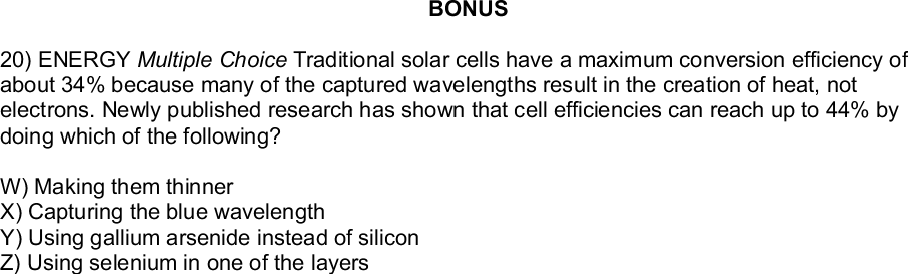 BONUS
20) ENERGY Multiple Choice Traditional solar cells have a maximum conversion efficiency of
about 34% because many of the captured wavelengths result in the creation of heat, not
electrons. Newly published research has shown that cell efficiencies can reach up to 44% by
doing which of the following?
W) Making them thinner
X) Capturing the blue wavelength
Y) Using gallium arsenide instead of silicon
Z) Using selenium in one of the layers